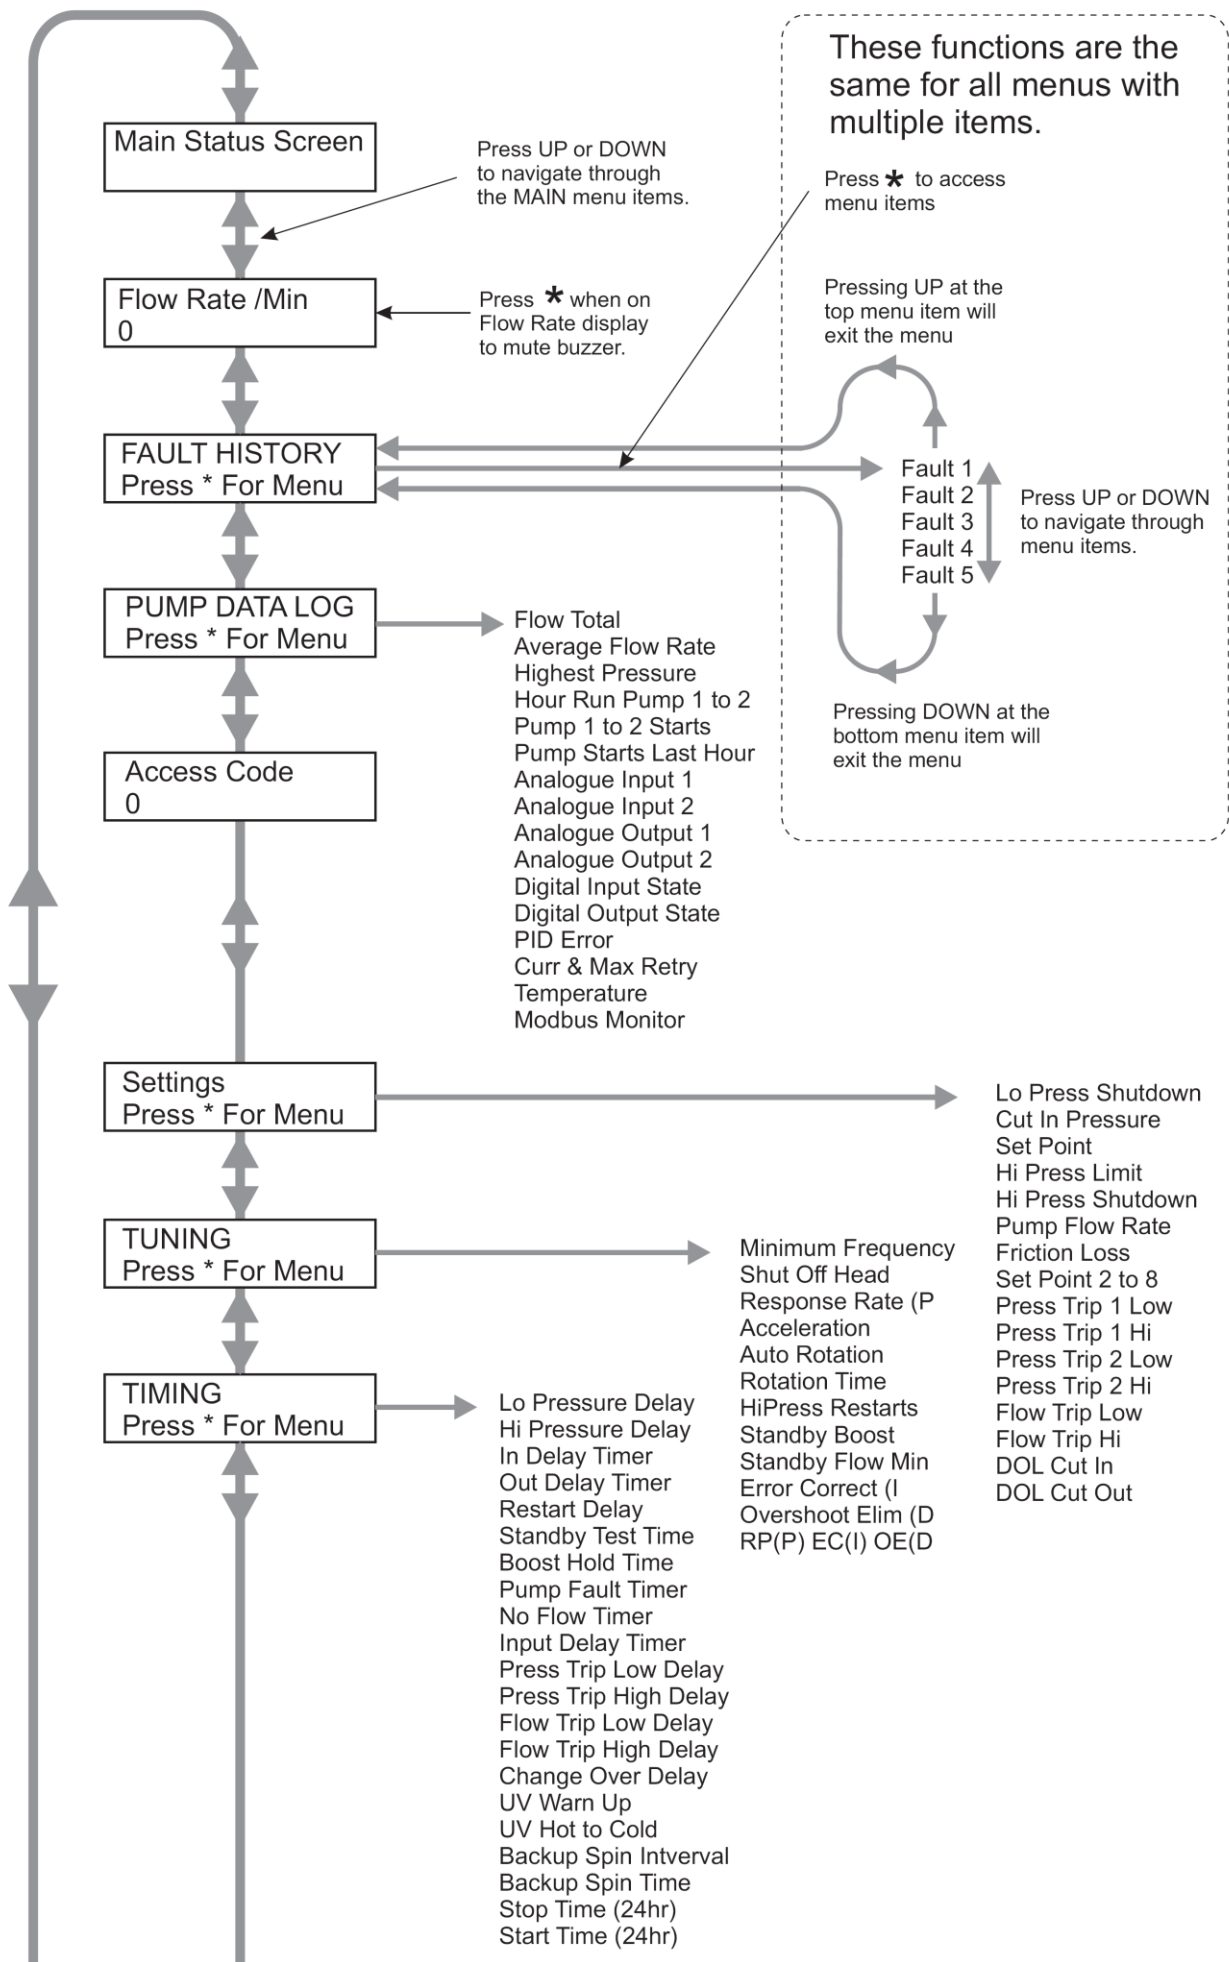 These functions are the
same for all menus with
multiple items.
Main Status Screen
Press UP or DOWN
to navigate through
the MAIN menu items.
Press * to access
menu items
Flow Rate /Min
0
Press * when on
Flow Rate display
to mute buzzer.
Pressing UP at the
top menu item will
exit the menu
FAULT HISTORY
Press * For Menu
Fault 1
Fault 2
Fault 3
Fault 4
Fault 5
Press UP or DOWN
to navigate through
menu items.
Pressing DOWN at the
bottom menu item will
exit the menu
PUMP DATA LOG
Press * For Menu
Flow Total
Average Flow Rate
Highest Pressure
Hour Run Pump 1 to 2
Pump 1 to 2 Starts
Pump Starts Last Hour
Analogue Input 1
Analogue Input 2
Analogue Output 1
Analogue Output 2
Digital Input State
Digital Output State
PID Error
Curr & Max Retry
Temperature
Modbus Monitor
Access Code
0
Settings
Press * For Menu
Lo Press Shutdown
Cut In Pressure
Set Point
Hi Press Limit
Hi Press Shutdown
Pump Flow Rate
Friction Loss
Set Point 2 to 8
Press Trip 1 Low
Press Trip 1 Hi
Press Trip 2 Low
Press Trip 2 Hi
Flow Trip Low
Flow Trip Hi
DOL Cut In
DOL Cut Out
TUNING
Press * For Menu
Minimum Frequency
Shut Off Head
Response Rate (P
Acceleration
Auto Rotation
Rotation Time
HiPress Restarts
Standby Boost
Standby Flow Min
Error Correct (I
Overshoot Elim (D
RP(P) EC(I) OE(D
TIMING
Press * For Menu
Lo Pressure Delay
Hi Pressure Delay
In Delay Timer
Out Delay Timer
Restart Delay
Standby Test Time
Boost Hold Time
Pump Fault Timer
No Flow Timer
Input Delay Timer
Press Trip Low Delay
Press Trip High Delay
Flow Trip Low Delay
Flow Trip High Delay
Change Over Delay
UV Warn Up
UV Hot to Cold
Backup Spin Intverval
Backup Spin Time
Stop Time (24hr)
Start Time (24hr)